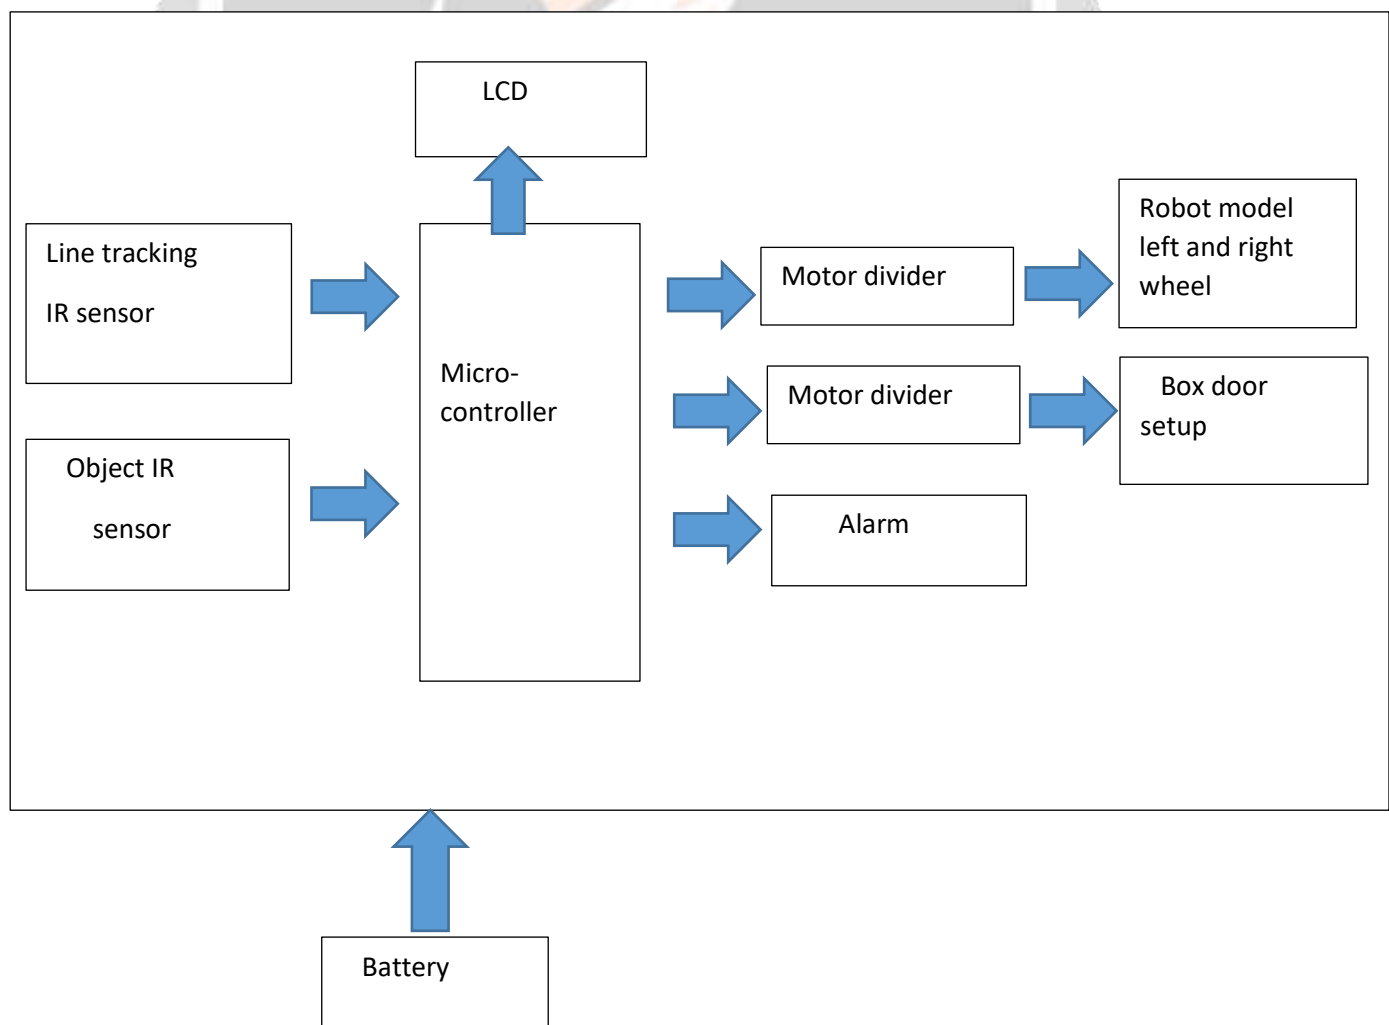 LCD
Line tracking
IR sensor
Micro-
controller
Motor divider
Robot model
left and right
wheel
Object IR
sensor
Motor divider
Box door
setup
Alarm
Battery